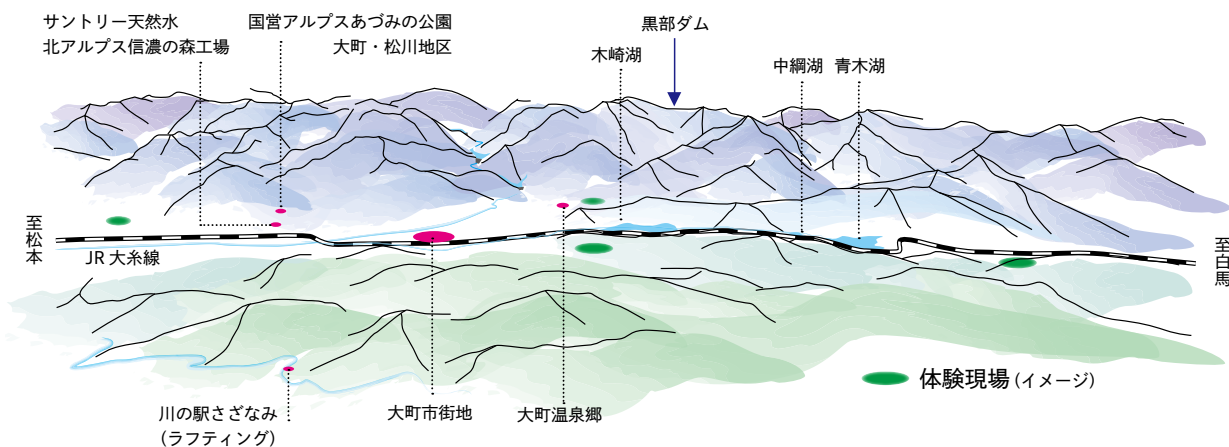 サントリー天然水
北アルプス信濃の森工場
国営アルプスあづみの公園
大町・松川地区
黒部ダム
木崎湖
中綱湖
青木湖
至松本
JR 大糸線
至白馬
体験現場 (イメージ)
川の駅さざなみ
(ラフティング)
大町市街地
大町温泉郷